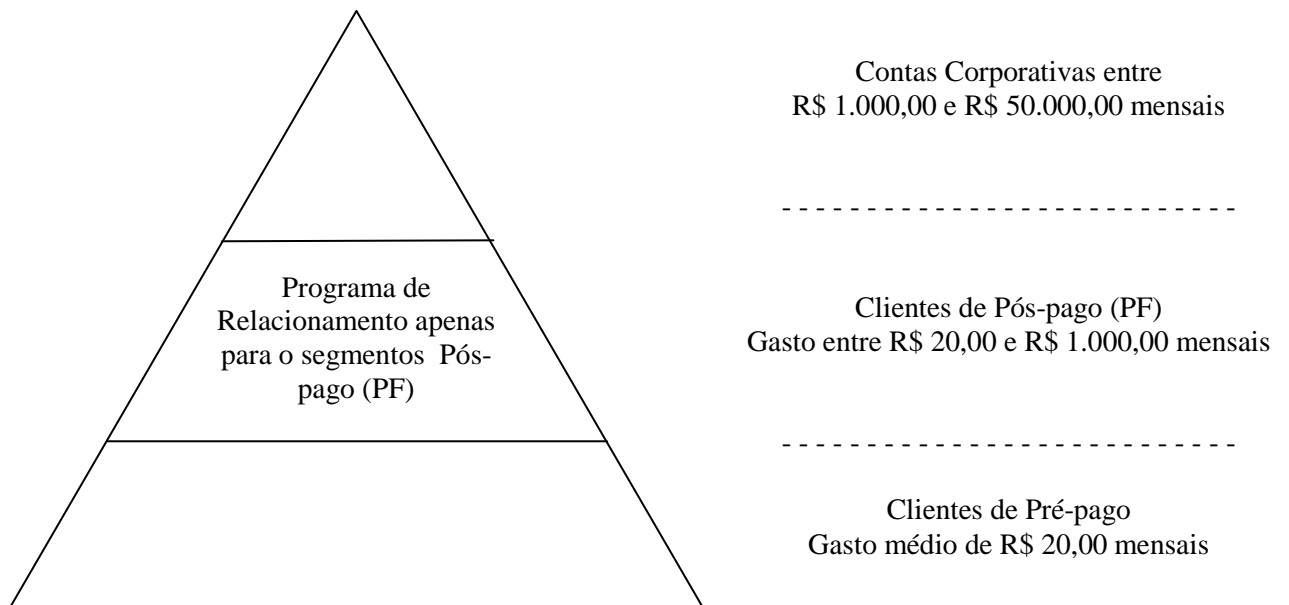 Contas Corporativas entre
R$ 1.000,00 e R$ 50.000,00 mensais
- - - - - - - - - - - - - - - - - - - - - - - - - - -
Programa de
Relacionamento apenas
para o segmentos Pós-
pago (PF)
Clientes de Pós-pago (PF)
Gasto entre R$ 20,00 e R$ 1.000,00 mensais
- - - - - - - - - - - - - - - - - - - - - - - - - - -
Clientes de Pré-pago
Gasto médio de R$ 20,00 mensais